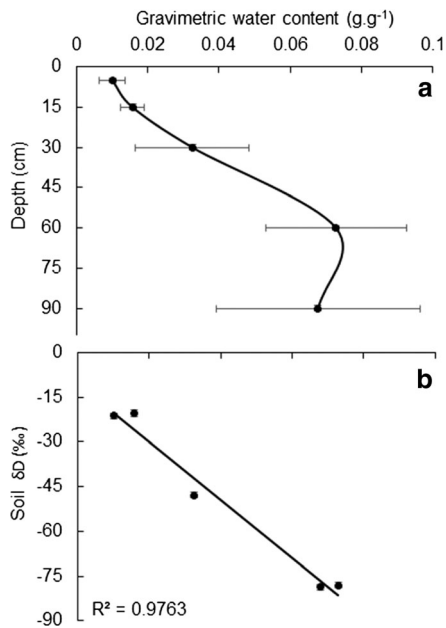 Gravimetric water content (g.g⁻¹)
0 0.02 0.04 0.06 0.08 0.1
a
Depth (cm)
0
15
30
45
60
75
90
b
Soil δD (‰)
0
-15
-30
-45
-60
-75
-90
R² = 0.9763